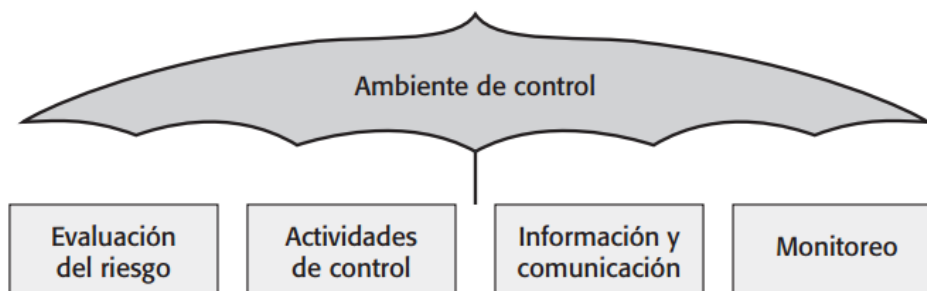 Ambiente de control
Evaluación
del riesgo
Actividades
de control
Información y
comunicación
Monitoreo